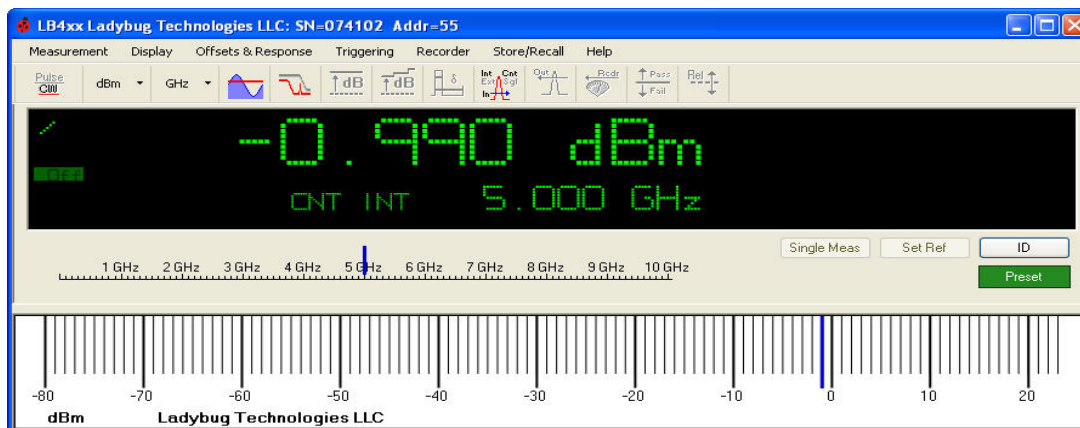 LB4xx Ladybug Technologies LLC: SN=074102 Addr=55
Measurement Display Offsets & Response Triggering Recorder Store/Recall Help
Pulse
CW
dBm GHz
dB dB δ
Int Cnt
Ext Sgl
In
Out
Rcdr
Pass
Fail
Rel
-0.990 dBm
Off
CNT INT 5.000 GHz
Single Meas Set Ref ID
1 GHz 2 GHz 3 GHz 4 GHz 5 GHz 6 GHz 7 GHz 8 GHz 9 GHz 10 GHz
Preset
-80 -70 -60 -50 -40 -30 -20 -10 0 10 20
dBm Ladybug Technologies LLC